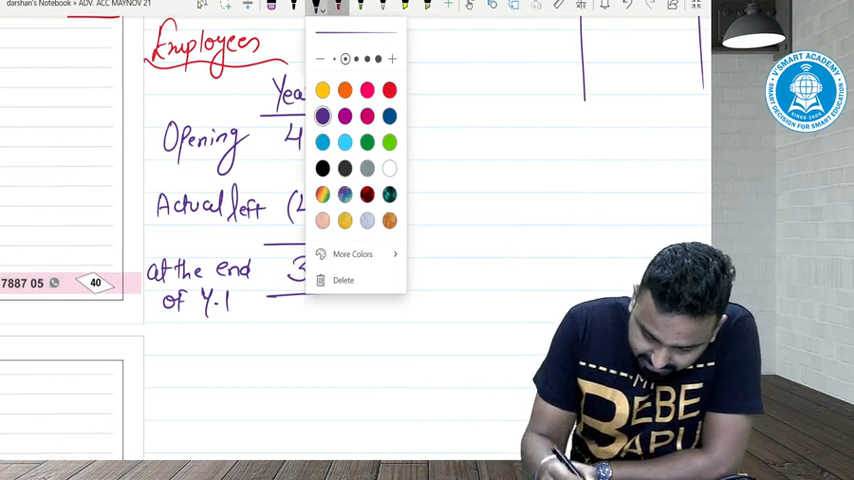 darshan's Notebook » ADV. ACC MAYNOV 21
Employees
Yea
Opening 4
Actual left (4
at the end 3
of Y.1
7887 05 40
More Colors
Delete
V'SMART ACADEMY
SMART DECISION FOR SMART EDUCATION
SINCE-2005
BEBE
BAPU